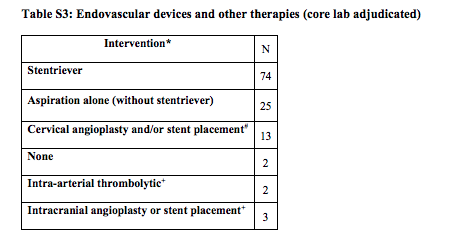 Table S3: Endovascular devices and other therapies (core lab adjudicated)
Intervention* N
Stentriever 74
Aspiration alone (without stentriever) 25
Cervical angioplasty and/or stent placement# 13
None 2
Intra-arterial thrombolytic+ 2
Intracranial angioplasty or stent placement+ 3